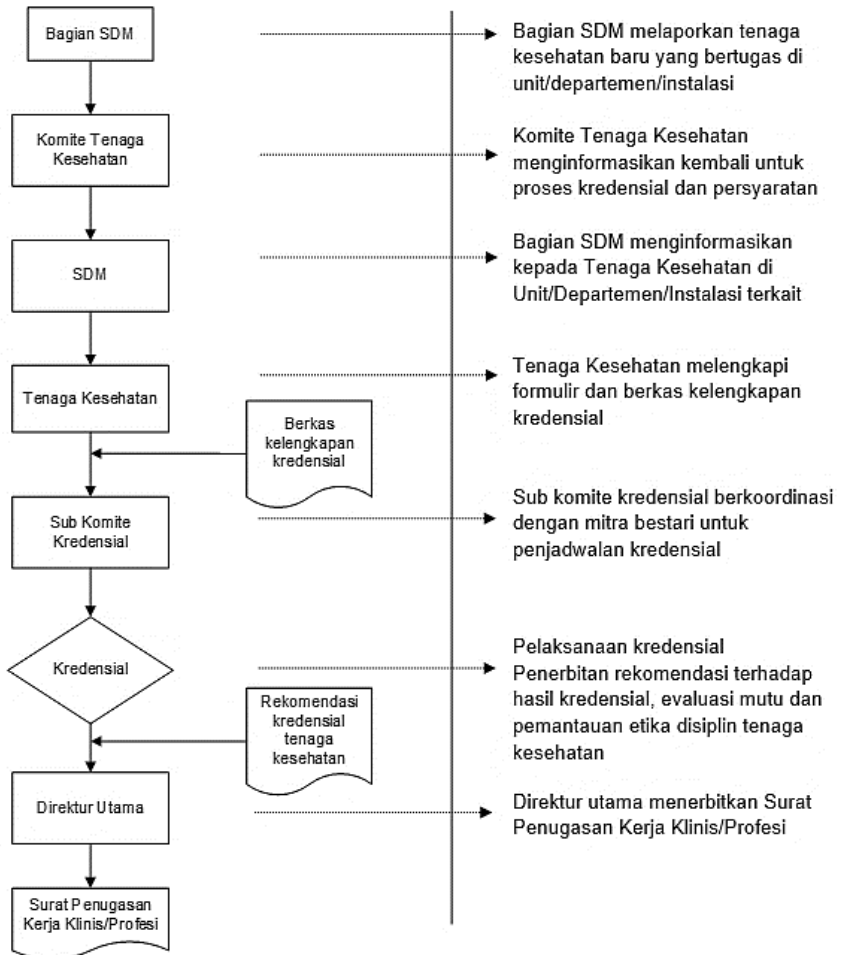 Bagian SDM
Bagian SDM melaporkan tenaga
kesehatan baru yang bertugas di
unit/departemen/instalasi
Komite Tenaga
Kesehatan
Komite Tenaga Kesehatan
menginformasikan kembali untuk
proses kredensial dan persyaratan
SDM
Bagian SDM menginformasikan
kepada Tenaga Kesehatan di
Unit/Departemen/Instalasi terkait
Tenaga Kesehatan
Tenaga Kesehatan melengkapi
formulir dan berkas kelengkapan
kredensial
Berkas
kelengkapan
kredensial
Sub Komite
Kredensial
Sub komite kredensial berkoordinasi
dengan mitra bestari untuk
penjadwalan kredensial
Kredensial
Pelaksanaan kredensial
Penerbitan rekomendasi terhadap
hasil kredensial, evaluasi mutu dan
pemantauan etika disiplin tenaga
kesehatan
Rekomendasi
kredensial
tenaga
kesehatan
Direktur Utama
Direktur utama menerbitkan Surat
Penugasan Kerja Klinis/Profesi
Surat Penugasan
Kerja Klinis/Profesi